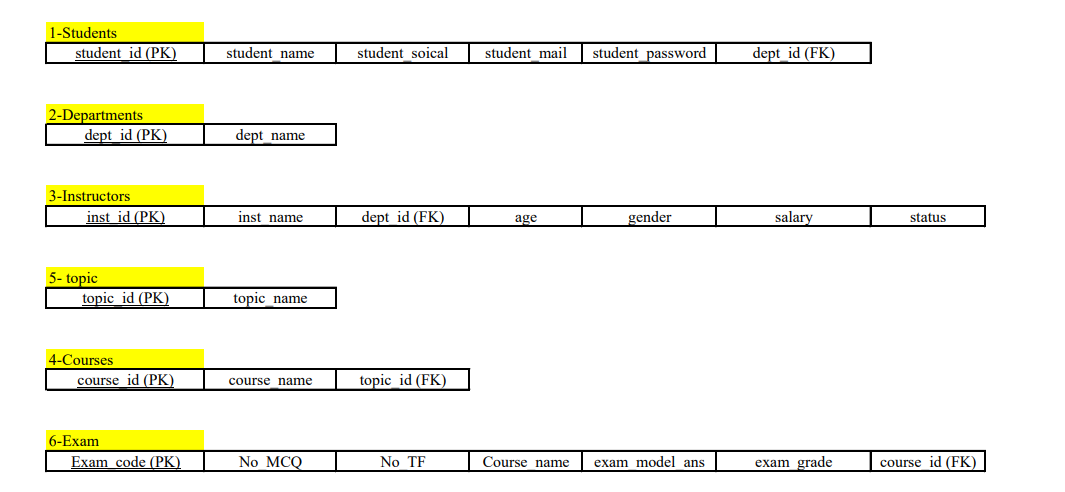 1-Students
student_id (PK) student_name student_soical student_mail student_password dept_id (FK)
2-Departments
dept_id (PK) dept_name
3-Instructors
inst_id (PK) inst_name dept_id (FK) age gender salary status
5- topic
topic_id (PK) topic_name
4-Courses
course_id (PK) course_name topic_id (FK)
6-Exam
Exam_code (PK) No_MCQ No_TF Course_name exam_model_ans exam_grade course_id (FK)